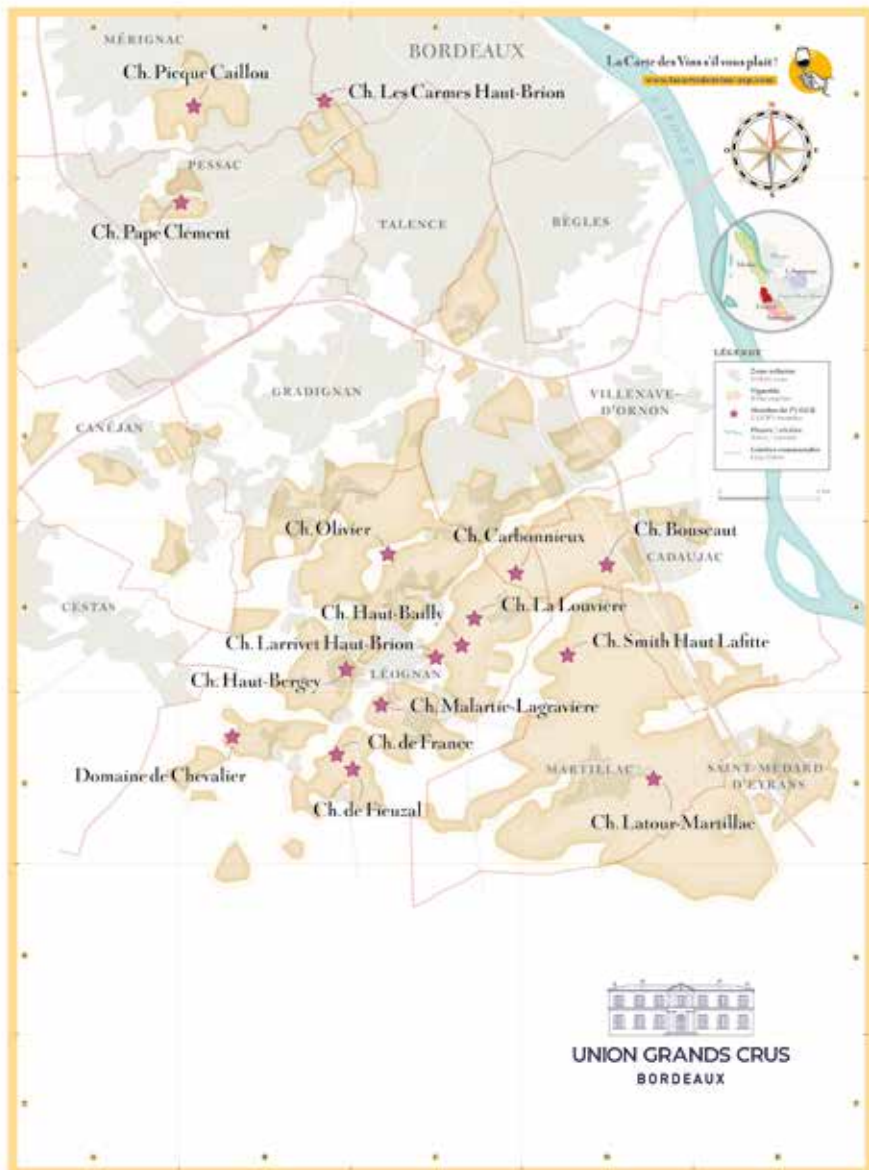 MÉRIGNAC
BORDEAUX
La Carte des Vins s'il vous plaît !
Ch. Picque Caillou
Ch. Les Carmes Haut-Brion
PESSAC
Ch. Pape Clément
TALENCE
BÈGLES
LÉGENDE
GRADIGNAN
VILLENAVE-
D'ORNON
CANÉJAN
Ch. Olivier
Ch. Carbonnieux
Ch. Bouscaut
CADAUJAC
CESTAS
Ch. Haut-Bailly
Ch. La Louvière
Ch. Larrivet Haut-Brion
Ch. Smith Haut Lafitte
Ch. Haut-Bergey
LÉOGNAN
Ch. Malartic-Lagravière
Ch. de France
Domaine de Chevalier
MARTILLAC
SAINT-MÉDARD
D'EYRANS
Ch. de Fieuzal
Ch. Latour-Martillac
UNION GRANDS CRUS
BORDEAUX